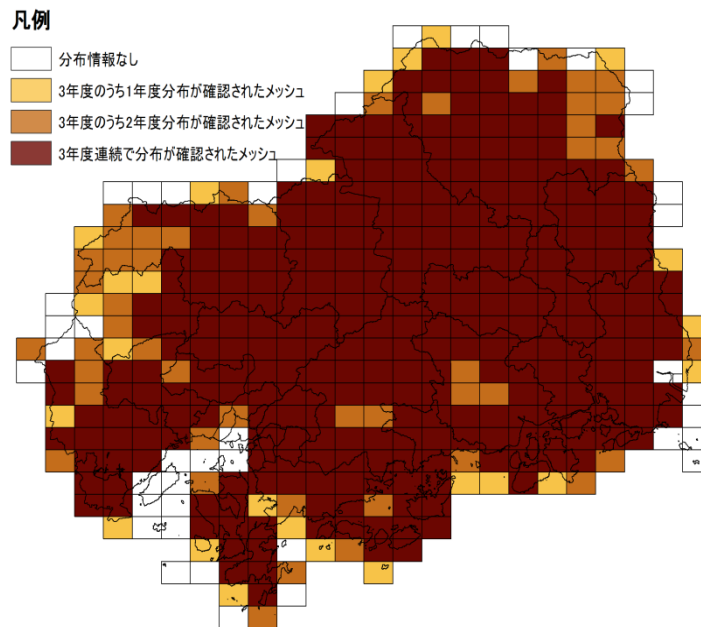 凡例
分布情報なし
3年度のうち1年度分布が確認されたメッシュ
3年度のうち2年度分布が確認されたメッシュ
3年度連続で分布が確認されたメッシュ